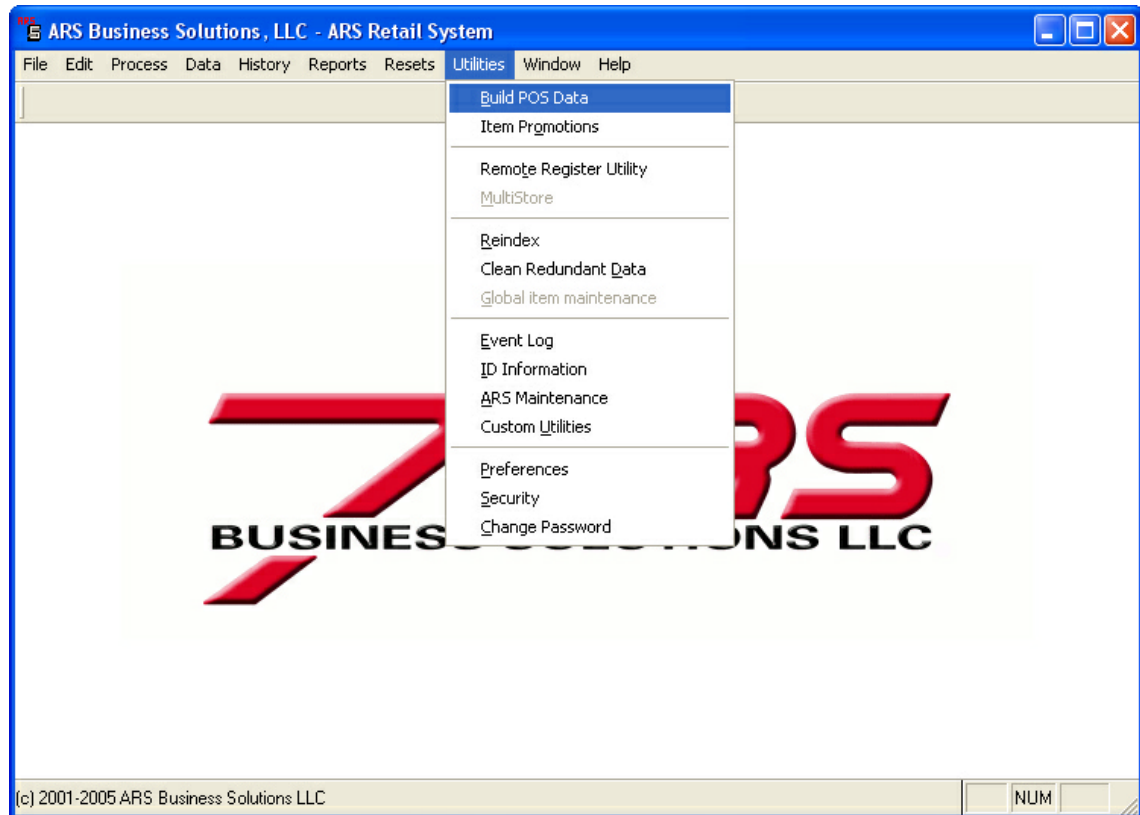 ARS Business Solutions, LLC - ARS Retail System
File Edit Process Data History Reports Resets Utilities Window Help
Build POS Data
Item Promotions
Remote Register Utility
MultiStore
Reindex
Clean Redundant Data
Global item maintenance
Event Log
ID Information
ARS Maintenance
Custom Utilities
Preferences
Security
Change Password
RS
BUSINES ONS LLC
(c) 2001-2005 ARS Business Solutions LLC
NUM